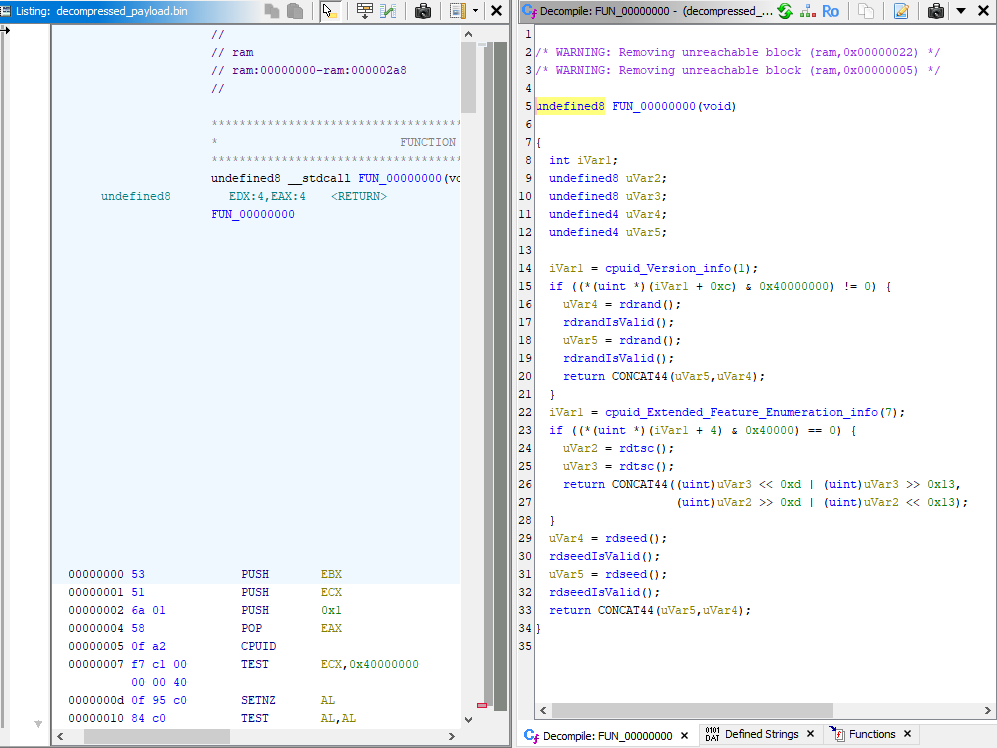 Listing: decompressed_payload.bin
//
// ram
// ram:00000000-ram:000002a8
//
***********************************
* FUNCTION
***********************************
undefined8 __stdcall FUN_00000000(vo
undefined8 EDX:4,EAX:4 <RETURN>
FUN_00000000
00000000 53 PUSH EBX
00000001 51 PUSH ECX
00000002 6a 01 PUSH 0x1
00000004 58 POP EAX
00000005 0f a2 CPUID
00000007 f7 c1 00 TEST ECX,0x40000000
00 00 40
0000000d 0f 95 c0 SETNZ AL
00000010 84 c0 TEST AL,AL
Decompile: FUN_00000000 - (decompressed_...
Ro
1
2 /* WARNING: Removing unreachable block (ram,0x00000022) */
3 /* WARNING: Removing unreachable block (ram,0x00000005) */
4
5 undefined8 FUN_00000000(void)
6
7 {
8 int iVar1;
9 undefined8 uVar2;
10 undefined8 uVar3;
11 undefined4 uVar4;
12 undefined4 uVar5;
13
14 iVar1 = cpuid_Version_info(1);
15 if ((*(uint *)(iVar1 + 0xc) & 0x40000000) != 0) {
16 uVar4 = rdrand();
17 rdrandIsValid();
18 uVar5 = rdrand();
19 rdrandIsValid();
20 return CONCAT44(uVar5,uVar4);
21 }
22 iVar1 = cpuid_Extended_Feature_Enumeration_info(7);
23 if ((*(uint *)(iVar1 + 4) & 0x40000) == 0) {
24 uVar2 = rdtsc();
25 uVar3 = rdtsc();
26 return CONCAT44((uint)uVar3 << 0xd | (uint)uVar3 >> 0x13,
27 (uint)uVar2 >> 0xd | (uint)uVar2 << 0x13);
28 }
29 uVar4 = rdseed();
30 rdseedIsValid();
31 uVar5 = rdseed();
32 rdseedIsValid();
33 return CONCAT44(uVar5,uVar4);
34 }
35
Decompile: FUN_00000000
0101 DAT Defined Strings
Functions